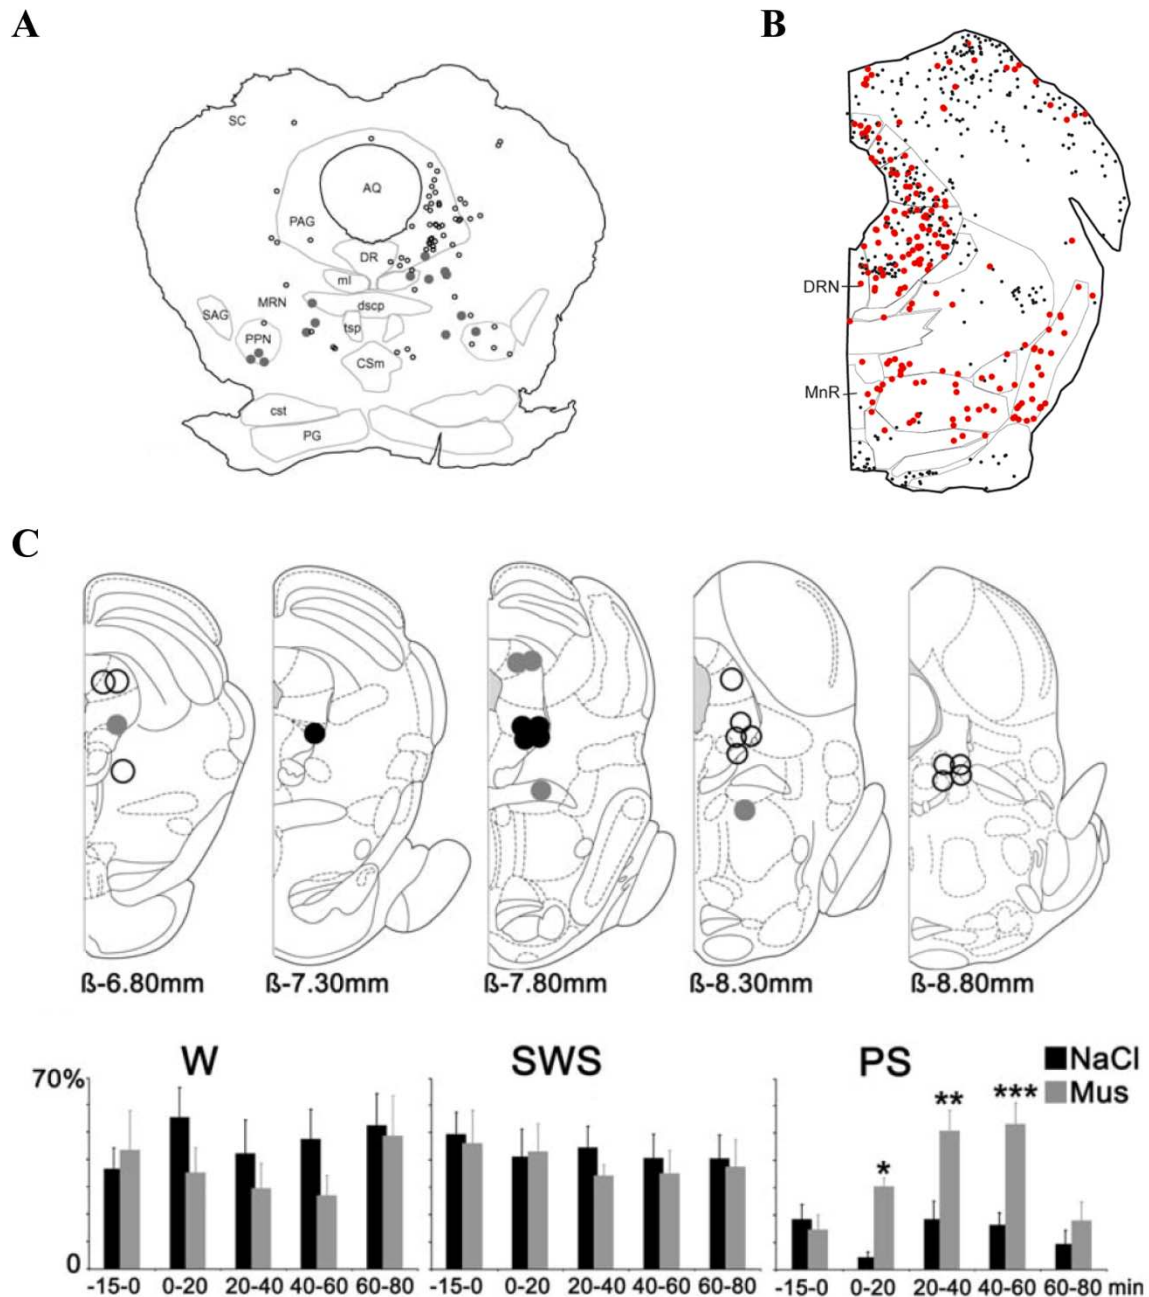 A
B
SC
AQ
PAG
DR
ml
MRN
dscp
SAG
tsp
PPN
CSm
cst
PG
DRN
MnR
C
ß-6.80mm
ß-7.30mm
ß-7.80mm
ß-8.30mm
ß-8.80mm
W
SWS
PS
NaCl
Mus
70%
0
*
**
***
-15-0 0-20 20-40 40-60 60-80
-15-0 0-20 20-40 40-60 60-80
-15-0 0-20 20-40 40-60 60-80 min